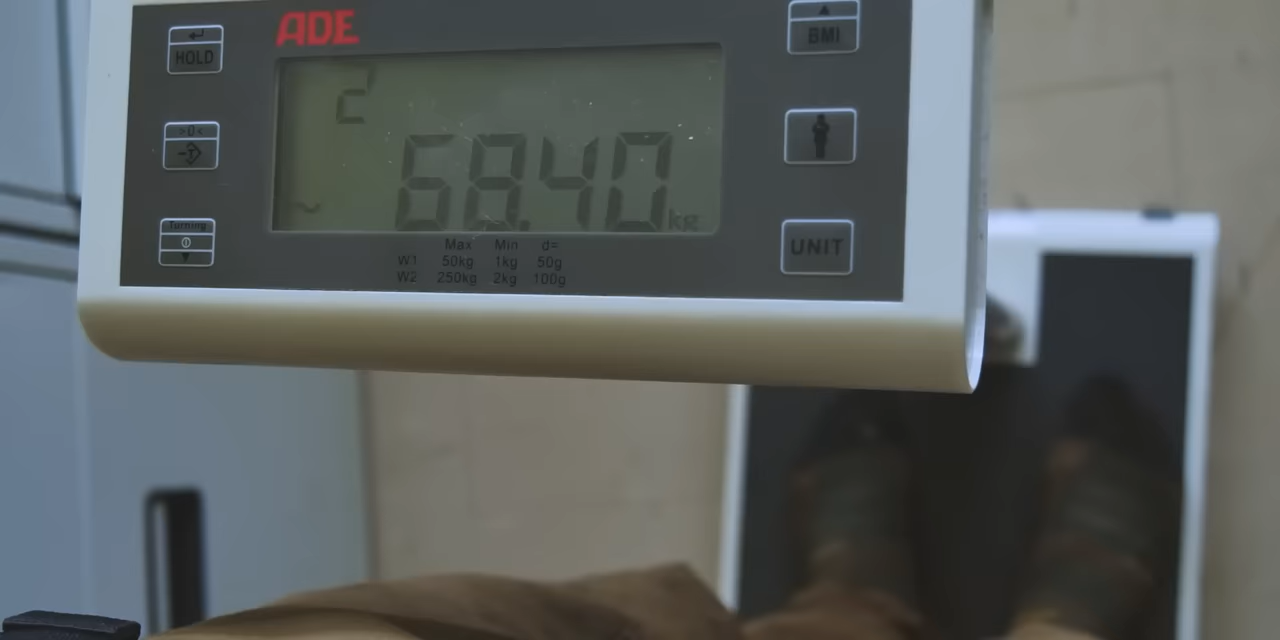 ADE
HOLD
BMI
2
68.40 kg
>0<
T
Turning
UNIT
Max Min d=
W1 50kg 1kg 50g
W2 250kg 2kg 100g